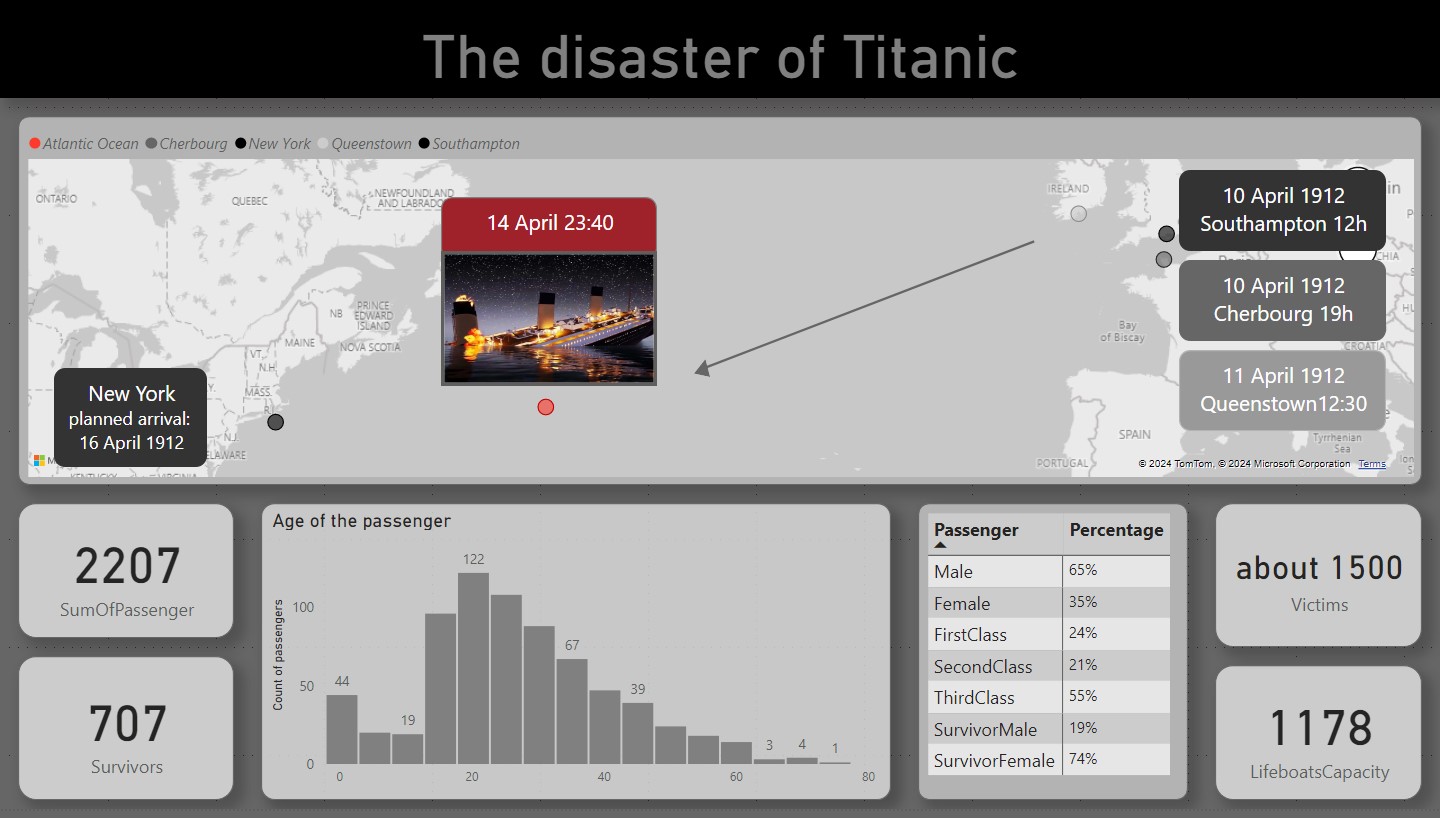 The disaster of Titanic
Atlantic Ocean Cherbourg New York Queenstown Southampton
ONTARIO
QUEBEC
NEWFOUNDLAND
AND LABRADO
14 April 23:40
IRELAND
10 April 1912
Southampton 12h
10 April 1912
Cherbourg 19h
11 April 1912
Queenstown12:30
NB
PRINCE
EDWARD
ISLAND
MAINE
NOVA SCOTIA
VT.
N.H.
MASS.
N.J.
ELAWARE
New York
planned arrival:
16 April 1912
Bay
of Biscay
CROATIA
SPAIN
PORTUGAL
Tyrrhenian
Sea
© 2024 TomTom, © 2024 Microsoft Corporation Terms
2207
SumOfPassenger
707
Survivors
Age of the passenger
Count of passengers
100
50
0
44
19
122
67
39
3
4
1
0 20 40 60 80
Passenger Percentage
Male 65%
Female 35%
FirstClass 24%
SecondClass 21%
ThirdClass 55%
SurvivorMale 19%
SurvivorFemale 74%
about 1500
Victims
1178
LifeboatsCapacity